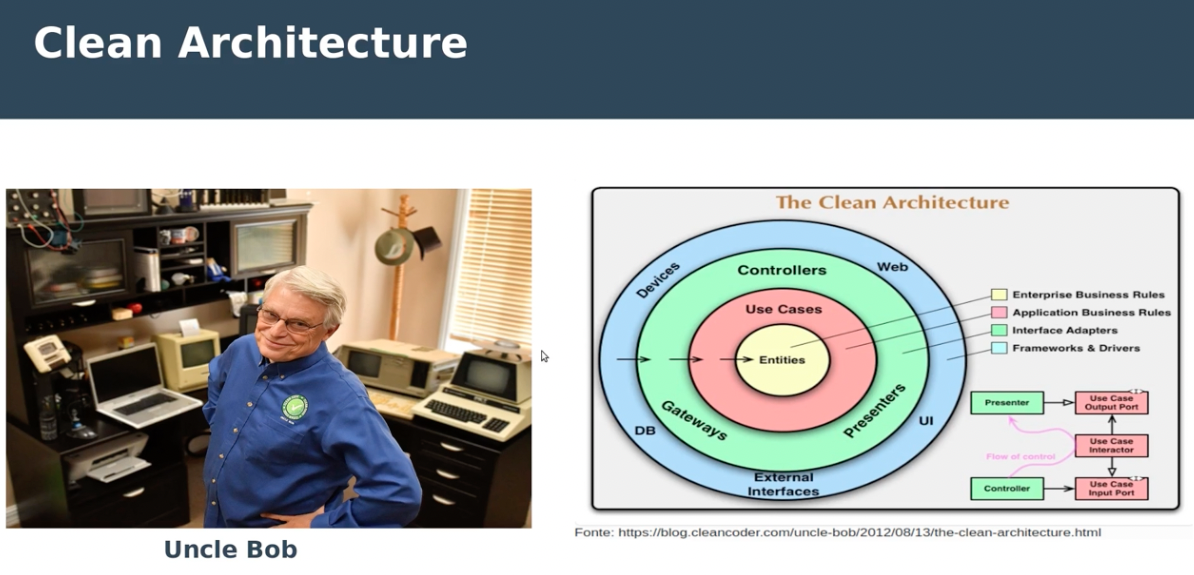 Clean Architecture
The Clean Architecture
Devices
Controllers
Web
Use Cases
Entities
Gateways
Presenters
DB
UI
External
Interfaces
Enterprise Business Rules
Application Business Rules
Interface Adapters
Frameworks & Drivers
Presenter
Use Case
Output Port
Flow of control
Use Case
Interactor
Controller
Use Case
Input Port
Fonte: https://blog.cleancoder.com/uncle-bob/2012/08/13/the-clean-architecture.html
Uncle Bob